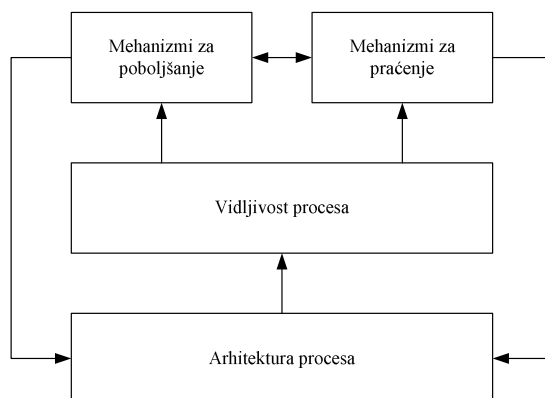 Mehanizmi za
poboljšanje
Mehanizmi za
praćenje
Vidljivost procesa
Arhitektura procesa